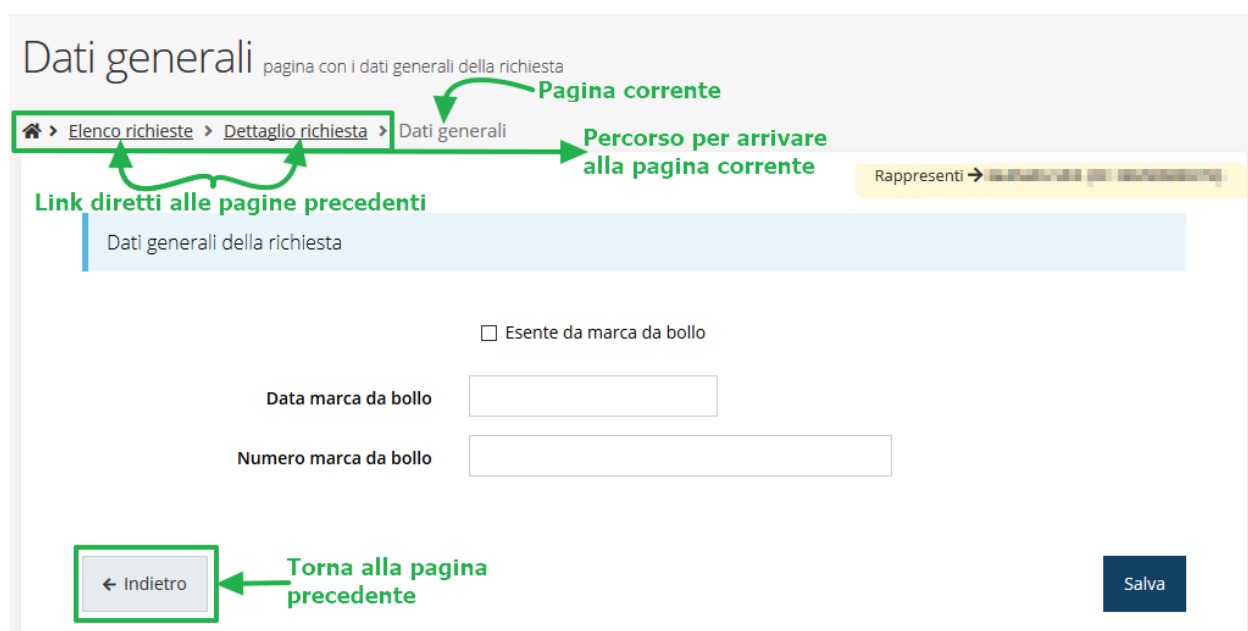 Dati generali pagina con i dati generali della richiesta
Pagina corrente
> Elenco richieste > Dettaglio richiesta > Dati generali
Percorso per arrivare
alla pagina corrente
Rappresenti →
Link diretti alle pagine precedenti
Dati generali della richiesta
Esente da marca da bollo
Data marca da bollo
Numero marca da bollo
← Indietro
Torna alla pagina
precedente
Salva